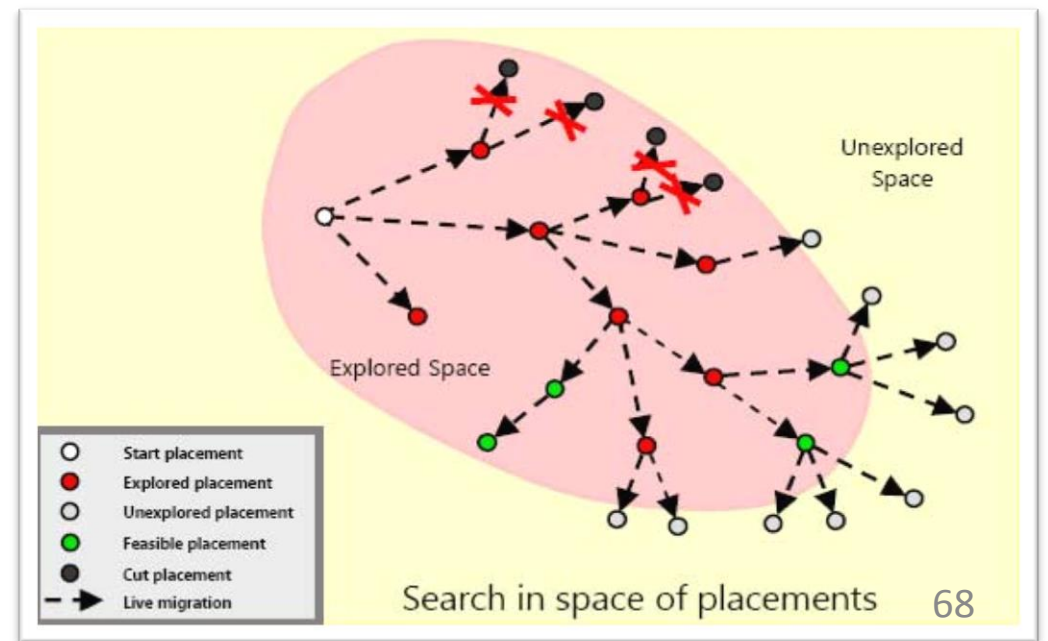 Unexplored
Space
Explored Space
Start placement
Explored placement
Unexplored placement
Feasible placement
Cut placement
Live migration
Search in space of placements
68